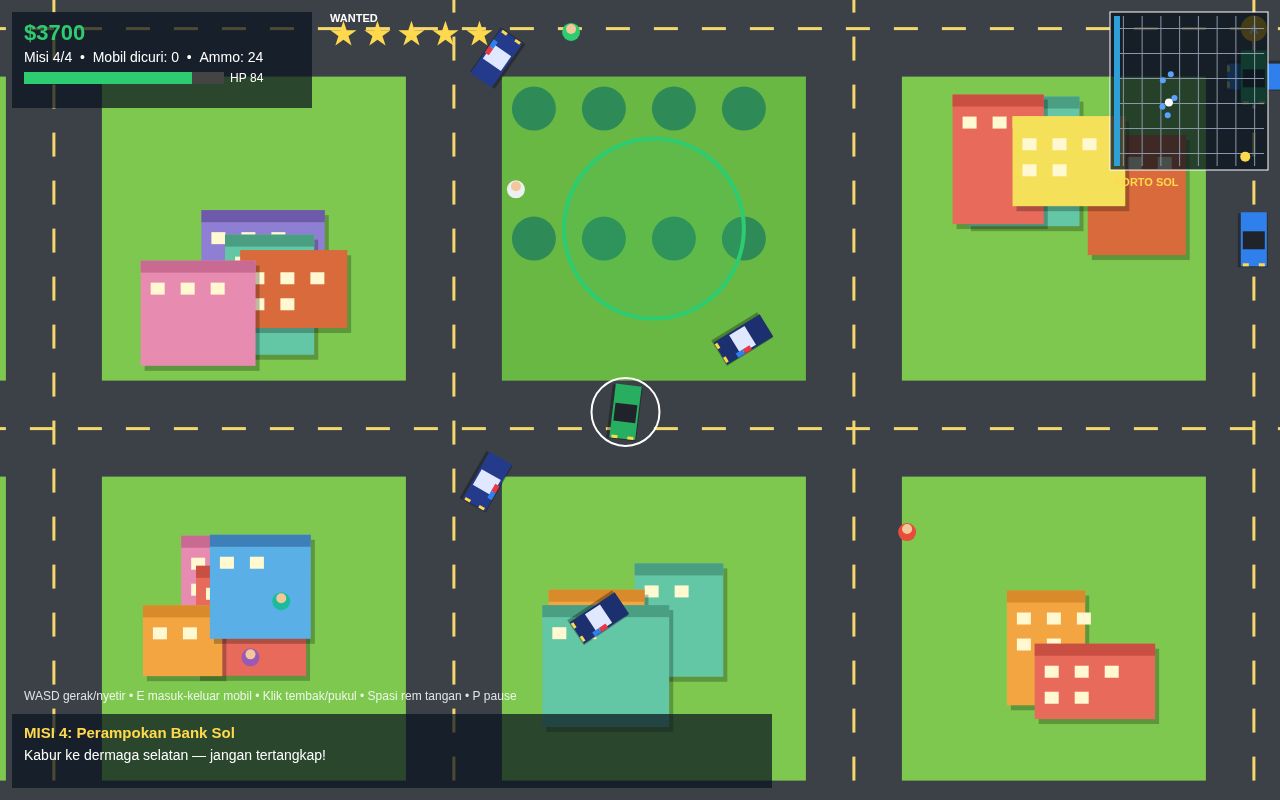 $3700
WANTED
Misi 4/4 • Mobil dicuri: 0 • Ammo: 24
HP 84
PORTO SOL
WASD gerak/nyetir • E masuk-keluar mobil • Klik tembak/pukul • Spasi rem tangan • P pause
MISI 4: Perampokan Bank Sol
Kabur ke dermaga selatan — jangan tertangkap!